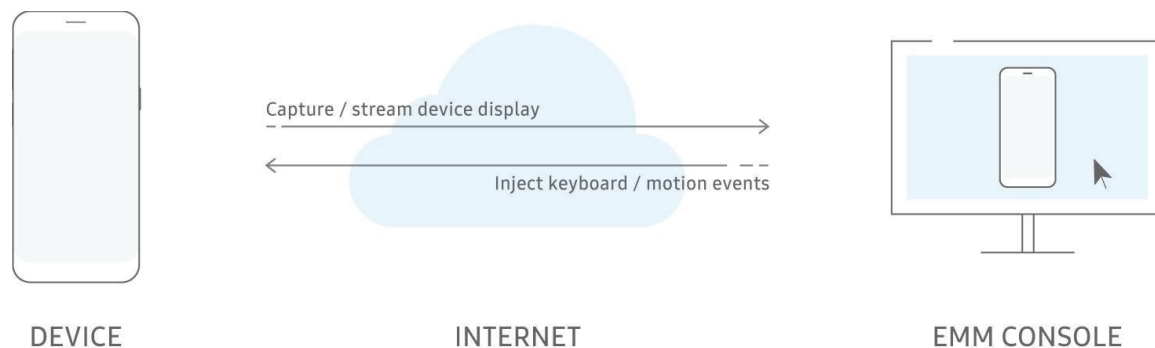 Capture / stream device display
Inject keyboard / motion events
DEVICE
INTERNET
EMM CONSOLE